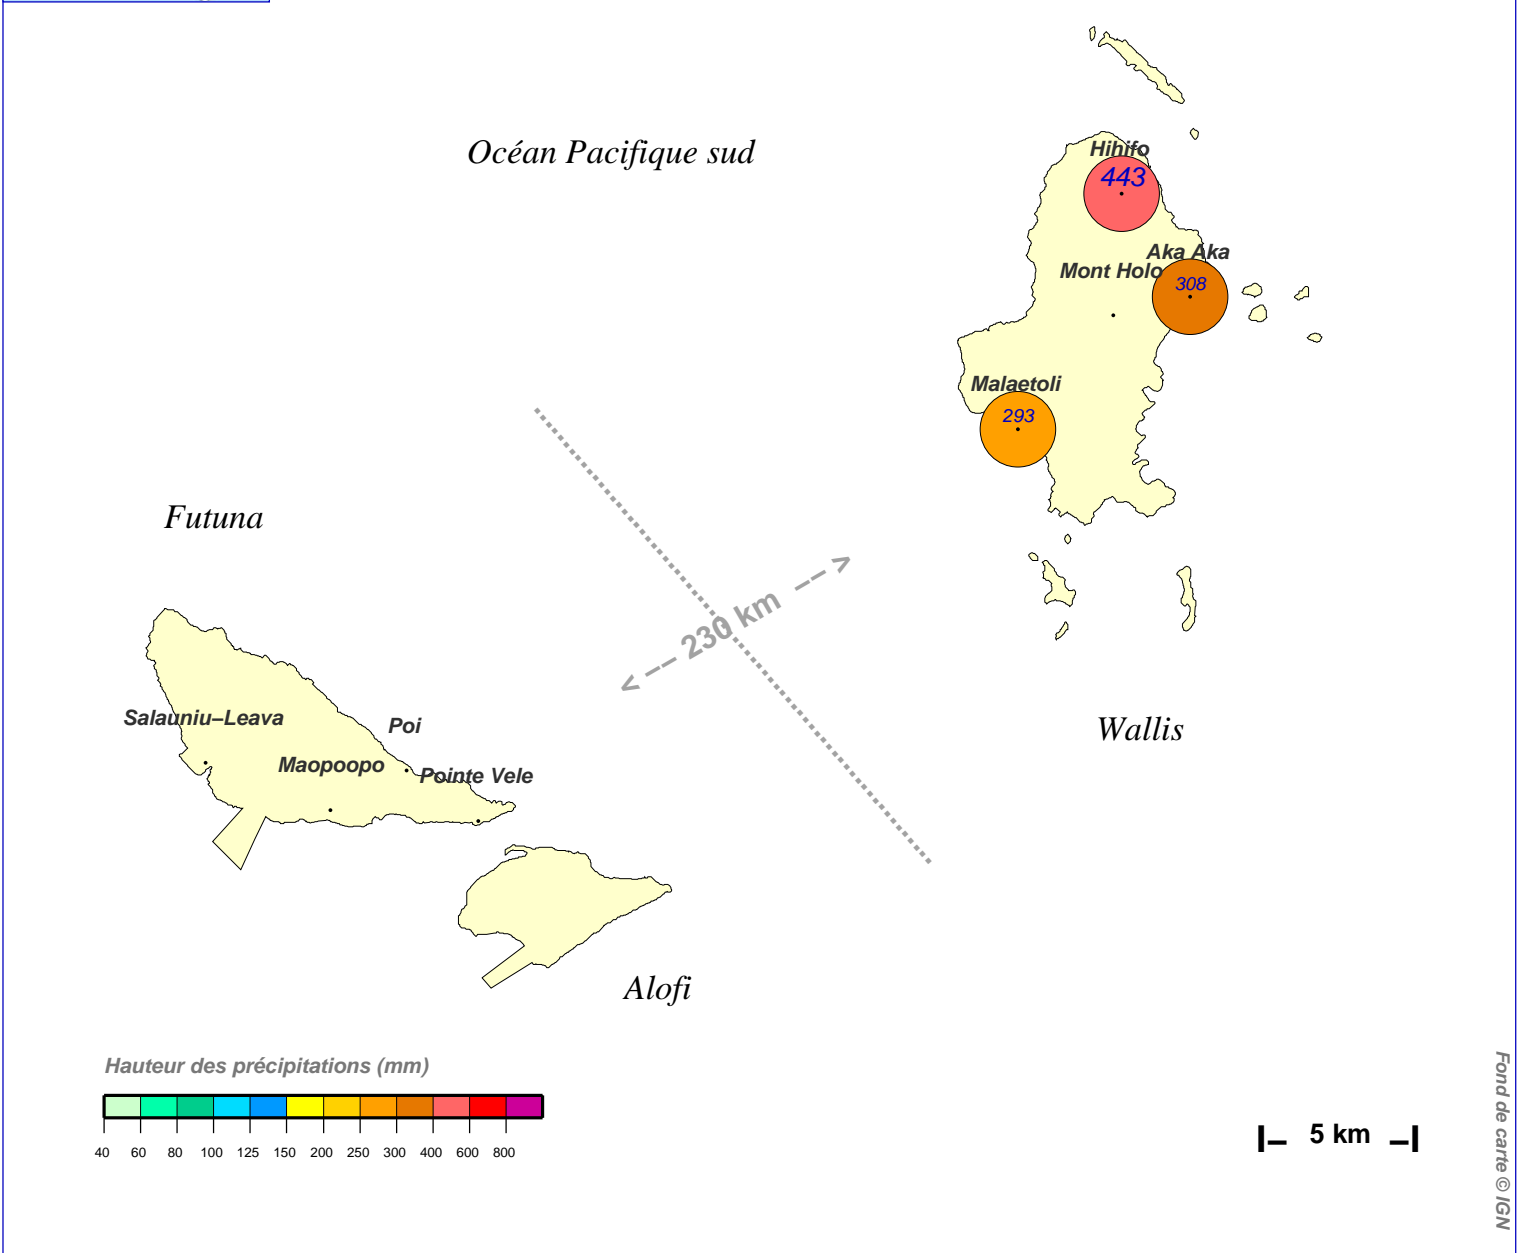 Océan Pacifique sud
Hihifo
443
Aka Aka
Mont Holo
308
Malaetoli
293
Futuna
230 km
Salauniu–Leava
Poi
Maopoopo
Pointe Vele
Wallis
Alofi
Hauteur des précipitations (mm)
40 60 80 100 125 150 200 250 300 400 600 800
5 km
Fond de carte © IGN